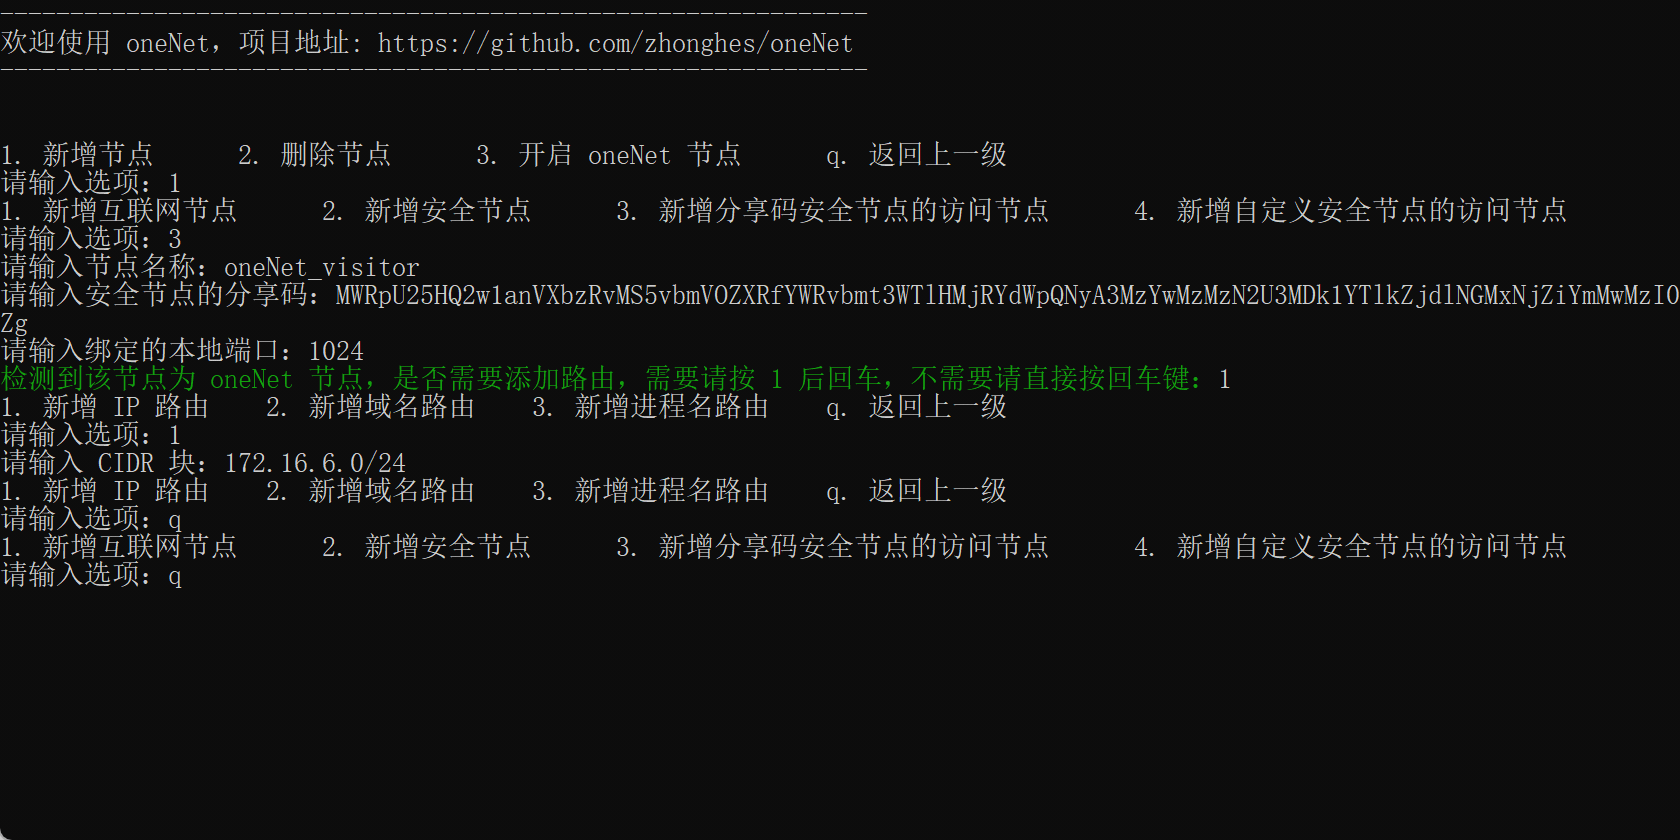 --------------------------------------------------------------
欢迎使用 oneNet，项目地址: https://github.com/zhonghes/oneNet
--------------------------------------------------------------
1. 新增节点      2. 删除节点      3. 开启 oneNet 节点      q. 返回上一级
请输入选项：1
1. 新增互联网节点      2. 新增安全节点      3. 新增分享码安全节点的访问节点      4. 新增自定义安全节点的访问节点
请输入选项：3
请输入节点名称：oneNet_visitor
请输入安全节点的分享码：MWRpU25HQ2w1anVXbzRvMS5vbmVOZXRfYWRvbmt3WTlHMjRYdWpQNyA3MzYwMzMzN2U3MDk1YTlkZjdlNGMxNjZiYmMwMzI0
Zg
请输入绑定的本地端口：1024
检测到该节点为 oneNet 节点，是否需要添加路由，需要请按 1 后回车，不需要请直接按回车键：1
1. 新增 IP 路由    2. 新增域名路由    3. 新增进程名路由    q. 返回上一级
请输入选项：1
请输入 CIDR 块：172.16.6.0/24
1. 新增 IP 路由    2. 新增域名路由    3. 新增进程名路由    q. 返回上一级
请输入选项：q
1. 新增互联网节点      2. 新增安全节点      3. 新增分享码安全节点的访问节点      4. 新增自定义安全节点的访问节点
请输入选项：q